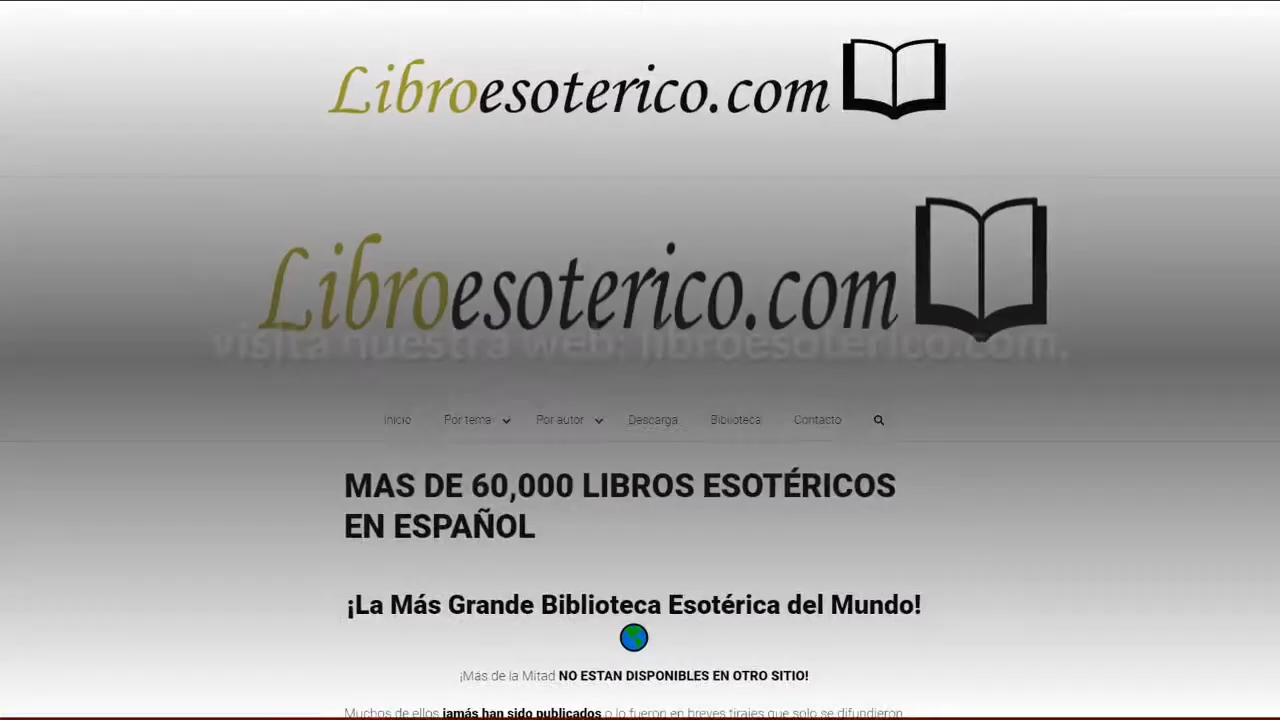 Libroesoterico.com
Libroesoterico.com
visita nuestra web: libroesoterico.com.
Inicio Por tema Por autor Descarga Biblioteca Contacto
MAS DE 60,000 LIBROS ESOTÉRICOS
EN ESPAÑOL
¡La Más Grande Biblioteca Esotérica del Mundo!
¡Mas de la Mitad NO ESTAN DISPONIBLES EN OTRO SITIO!
Muchos de ellos jamás han sido publicados o lo fueron en breves tirajes que solo se difundieron